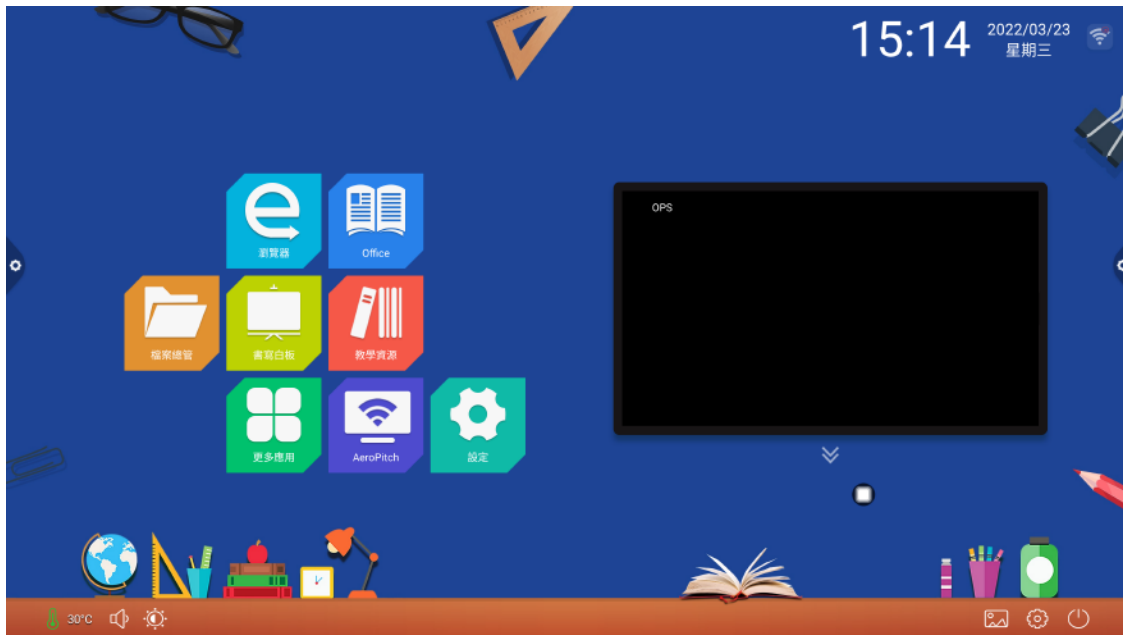 15:14
2022/03/23
星期三
OPS
瀏覽器
Office
檔案總管
書寫白板
教學資源
更多應用
AeroPitch
設定
30°C